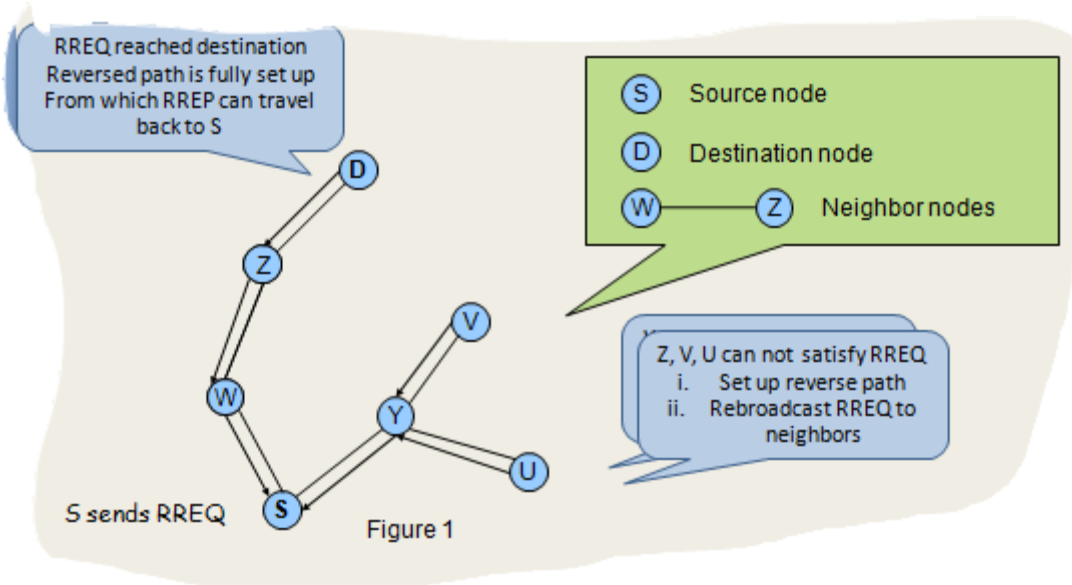 RREQ reached destination
Reversed path is fully set up
From which RREP can travel
back to S
S Source node
D Destination node
W Z Neighbor nodes
D
Z
V
Z, V, U can not satisfy RREQ
i. Set up reverse path
ii. Rebroadcast RREQ to
neighbors
W
Y
U
S sends RREQ
S
Figure 1